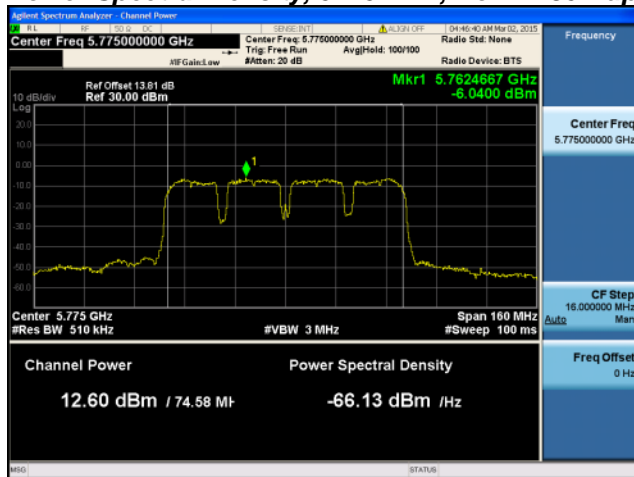 Agilent Spectrum Analyzer - Channel Power
RL RF 50 Ω DC SENSE:INT ALIGN OFF 04:46:40 AM Mar 02, 2015
Center Freq 5.775000000 GHz Center Freq: 5.775000000 GHz Radio Std: None Frequency
Trig: Free Run Avg|Hold: 100/100
#IFGain:Low #Atten: 20 dB Radio Device: BTS
Mkr1 5.7624667 GHz
Ref Offset 13.81 dB
10 dB/div Ref 30.00 dBm -6.0400 dBm
Log
20.0
10.0
0.00
-10.0
-20.0
-30.0
-40.0
-50.0
-60.0
1
Center Freq
5.775000000 GHz
Center 5.775 GHz Span 160 MHz
#Res BW 510 kHz #VBW 3 MHz #Sweep 100 ms
CF Step
16.000000 MHz
Auto Man
Channel Power Power Spectral Density
12.60 dBm / 74.58 MH -66.13 dBm /Hz
Freq Offset
0 Hz
MSG STATUS